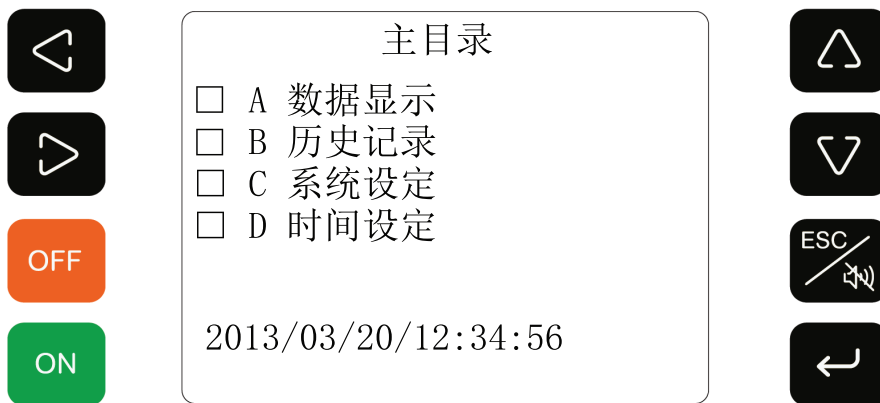 主目录
□ A 数据显示
□ B 历史记录
□ C 系统设定
□ D 时间设定
2013/03/20/12:34:56
OFF
ON
ESC